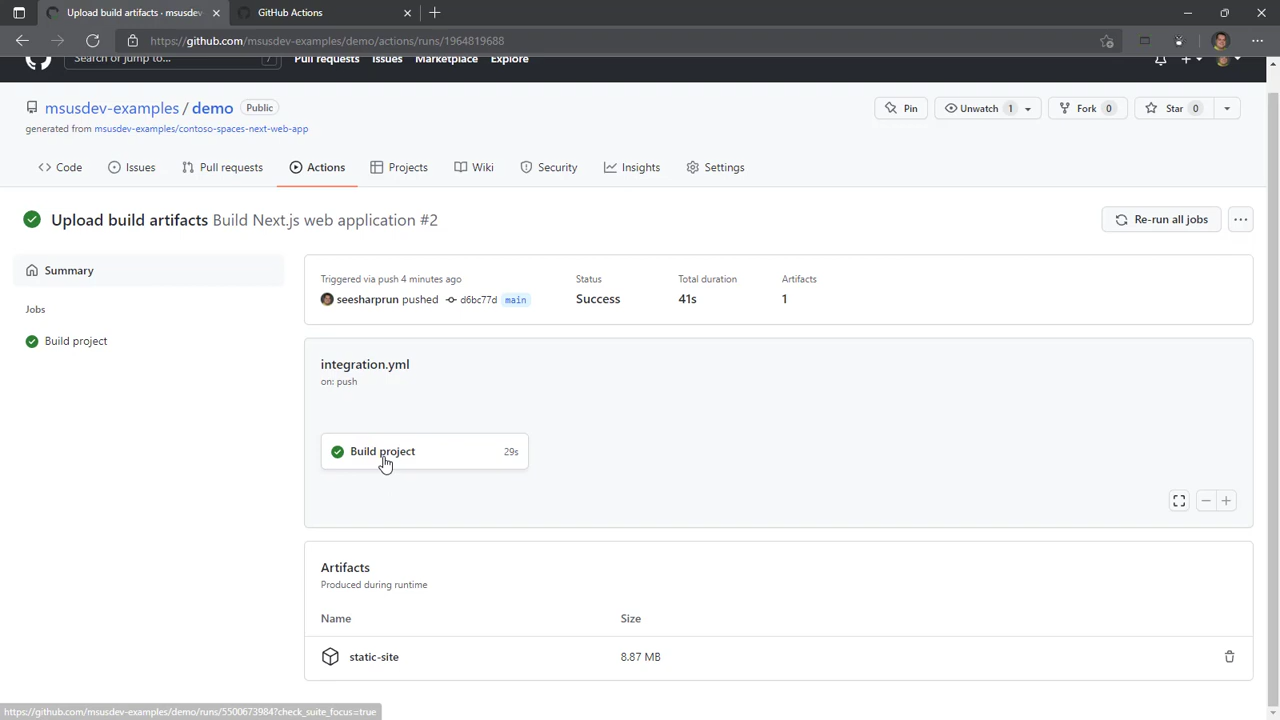 Upload build artifacts · msusdev-
GitHub Actions
https://github.com/msusdev-examples/demo/actions/runs/1964819688
Search or jump to... /
Pull requests Issues Marketplace Explore
msusdev-examples / demo Public
generated from msusdev-examples/contoso-spaces-next-web-app
Pin
Unwatch 1
Fork 0
Star 0
Code
Issues
Pull requests
Actions
Projects
Wiki
Security
Insights
Settings
Upload build artifacts Build Next.js web application #2
Re-run all jobs
Summary
Jobs
Build project
Triggered via push 4 minutes ago
seesharprun pushed d6bc77d main
Status
Success
Total duration
41s
Artifacts
1
integration.yml
on: push
Build project 29s
Artifacts
Produced during runtime
Name Size
static-site 8.87 MB
https://github.com/msusdev-examples/demo/runs/5500673984?check_suite_focus=true